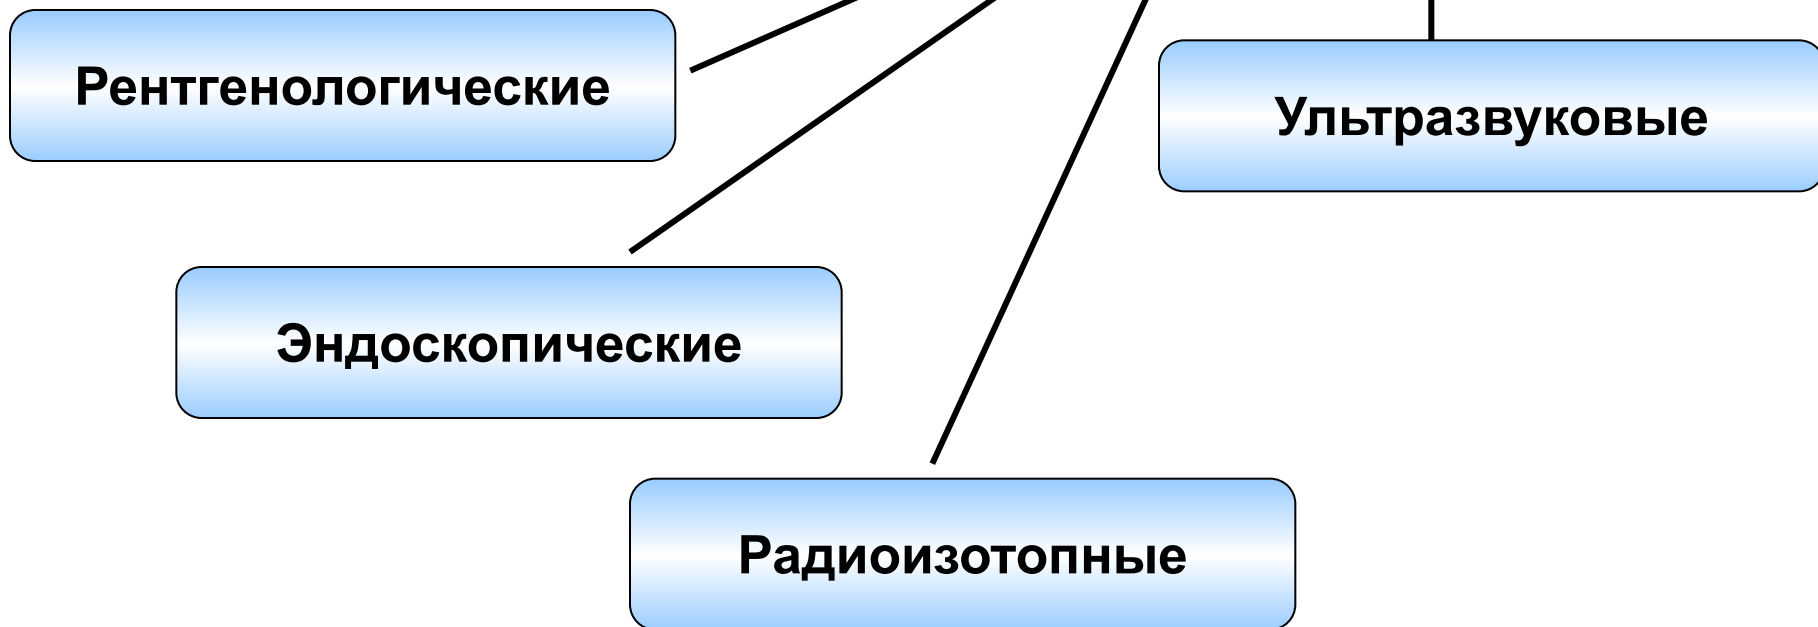 Рентгенологические
Ультразвуковые
Эндоскопические
Радиоизотопные